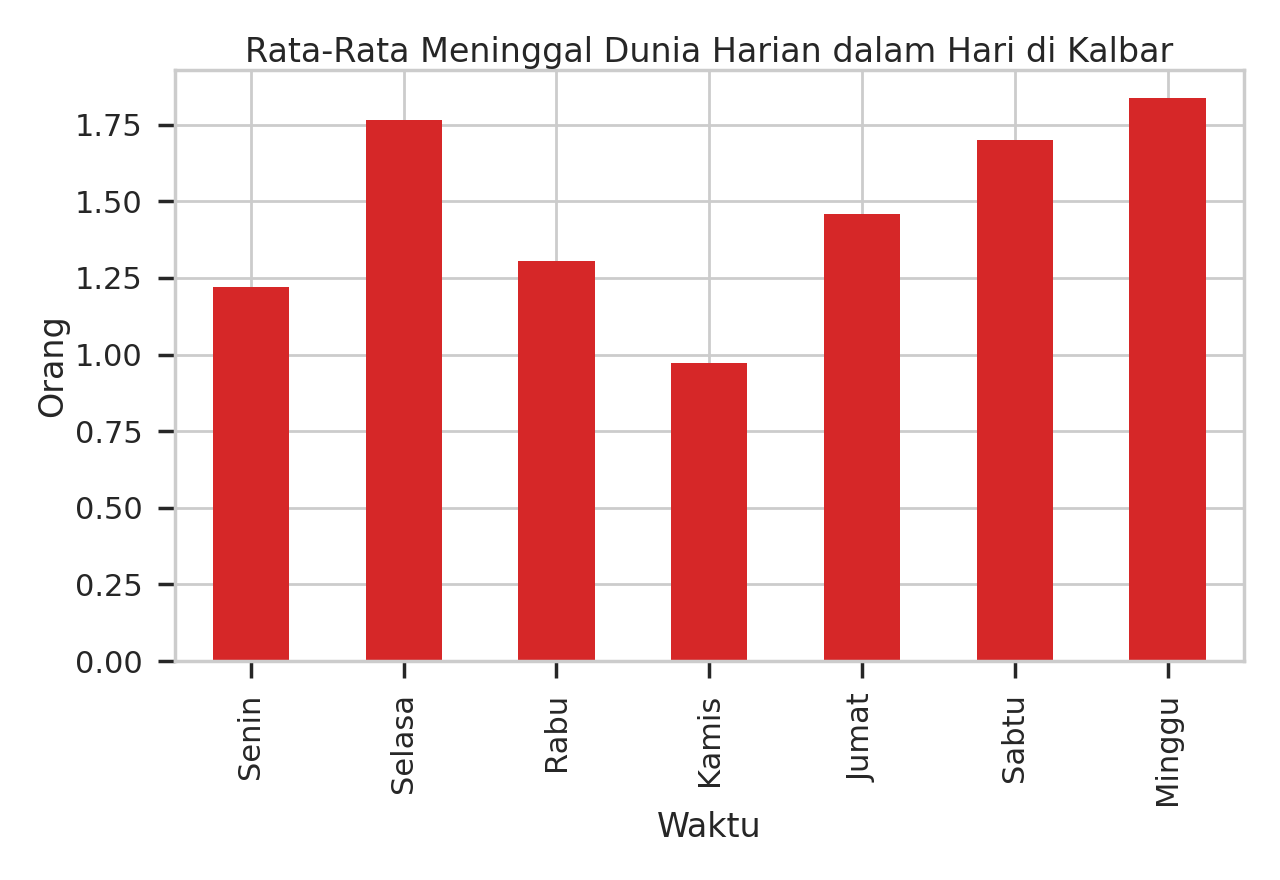 Rata-Rata Meninggal Dunia Harian dalam Hari di Kalbar
1.75
1.50
1.25
1.00
0.75
0.50
0.25
0.00
Orang
Senin
Selasa
Rabu
Kamis
Jumat
Sabtu
Minggu
Waktu